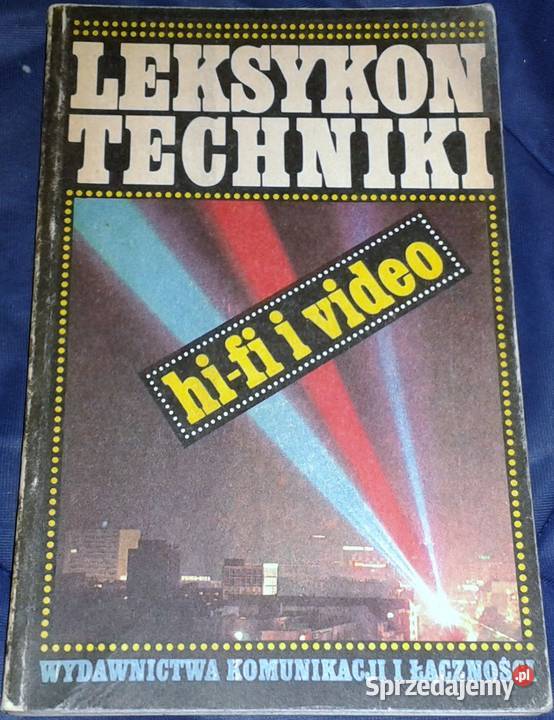 LEKSYKON
TECHNIKI
hi-fi i video
WYDAWNICTWA KOMUNIKACJI I ŁĄCZNOŚCI
Sprzedajemy.pl